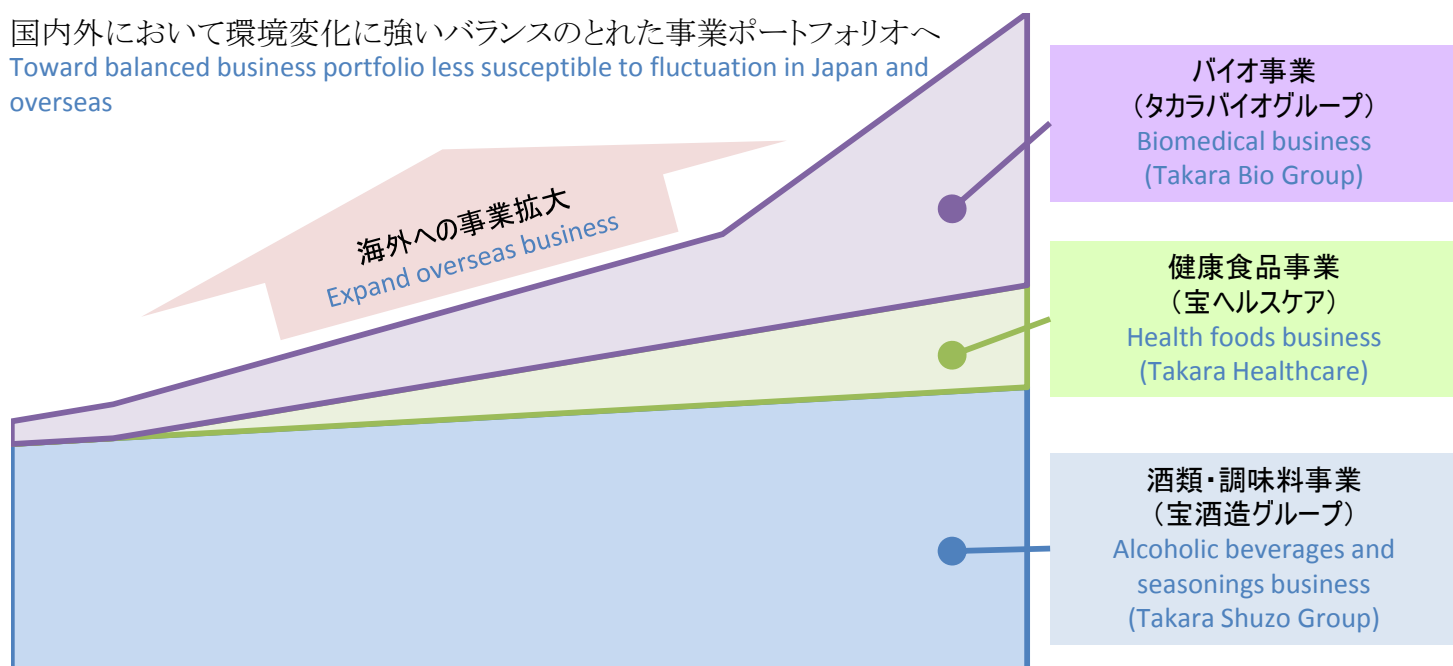 国内外において環境変化に強いバランスのとれた事業ポートフォリオへ
Toward balanced business portfolio less susceptible to fluctuation in Japan and
overseas
海外への事業拡大
Expand overseas business
バイオ事業
（タカラバイオグループ）
Biomedical business
(Takara Bio Group)
健康食品事業
（宝ヘルスケア）
Health foods business
(Takara Healthcare)
酒類・調味料事業
（宝酒造グループ）
Alcoholic beverages and
seasonings business
(Takara Shuzo Group)